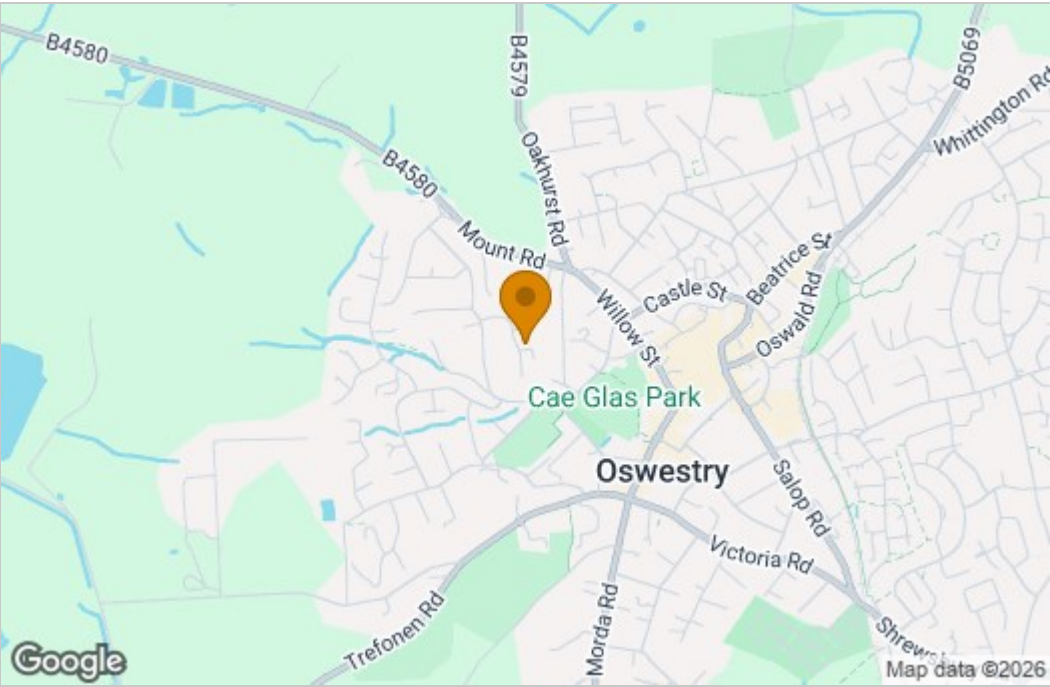 B4580
B4579
B5069
Whittington Rd
B4580
Oakhurst Rd
Mount Rd
Beatrice St
Castle St
Willow St
Oswald Rd
Cae Glas Park
Oswestry
Salop Rd
Victoria Rd
Trefonen Rd
Morda Rd
Google
Map data ©2026